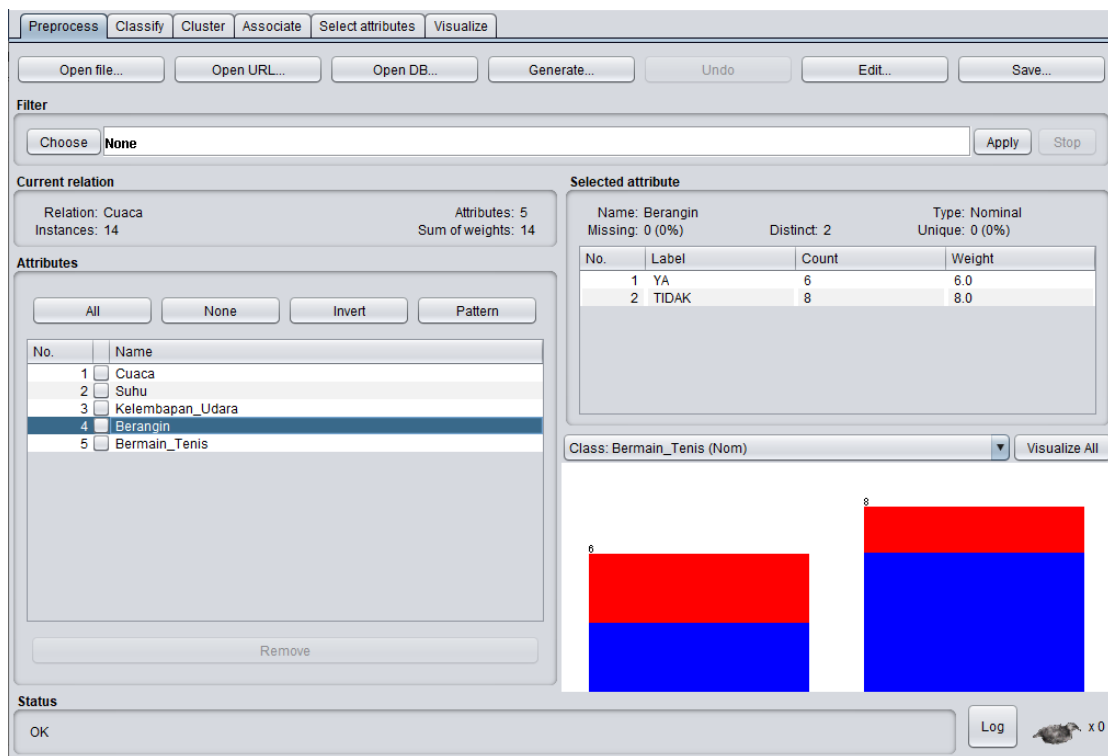 Preprocess Classify Cluster Associate Select attributes Visualize
Open file... Open URL... Open DB... Generate... Undo Edit... Save...
Filter
Choose None Apply Stop
Current relation
Relation: Cuaca Attributes: 5
Instances: 14 Sum of weights: 14
Attributes
All None Invert Pattern
No. Name
1 Cuaca
2 Suhu
3 Kelembapan_Udara
4 Berangin
5 Bermain_Tenis
Remove
Selected attribute
Name: Berangin Type: Nominal
Missing: 0 (0%) Distinct: 2 Unique: 0 (0%)
No. Label Count Weight
1 YA 6 6.0
2 TIDAK 8 8.0
Class: Bermain_Tenis (Nom) Visualize All
6
8
Status
OK
Log x 0